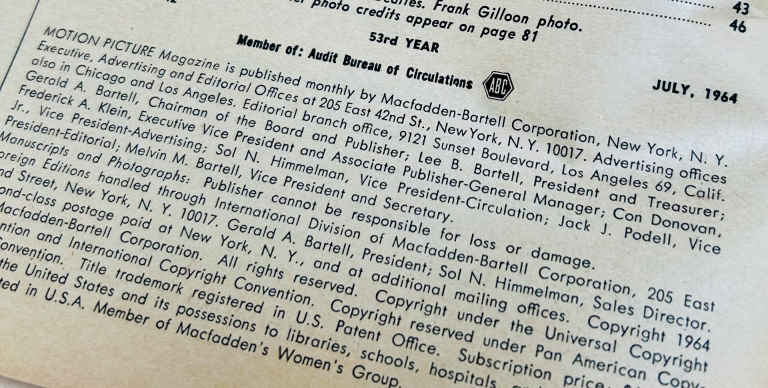 43
Frank Gilloon photo.
46
photo credits appear on page 81
53rd YEAR
Member of: Audit Bureau of Circulations ABC
JULY, 1964
MOTION PICTURE Magazine is published monthly by Macfadden-Bartell Corporation, New York, N. Y.
Executive, Advertising and Editorial Offices at 205 East 42nd St., New York, N. Y. 10017. Advertising offices
also in Chicago and Los Angeles. Editorial branch office, 9121 Sunset Boulevard, Los Angeles 69, Calif.
Gerald A. Bartell, Chairman of the Board and Publisher; Lee B. Bartell, President and Treasurer;
Frederick A. Klein, Executive Vice President and Associate Publisher-General Manager; Con Donovan,
Jr., Vice President-Advertising; Sol N. Himmelman, Vice President-Circulation; Jack J. Podell, Vice
President-Editorial; Melvin M. Bartell, Vice President and Secretary.
Manuscripts and Photographs: Publisher cannot be responsible for loss or damage.
oreign Editions handled through International Division of Macfadden-Bartell Corporation, 205 East
nd Street, New York, N. Y. 10017. Gerald A. Bartell, President; Sol N. Himmelman, Sales Director.
ond-class postage paid at New York, N. Y., and at additional mailing offices. Copyright 1964
Macfadden-Bartell Corporation. All rights reserved. Copyright under the Universal Copyright
ntion and International Copyright Convention. Copyright reserved under Pan American Copy-
onvention. Title trademark registered in U.S. Patent Office. Subscription price:
the United States and its possessions to libraries, schools, hospitals
ted in U.S.A. Member of Macfadden's Women's Group.